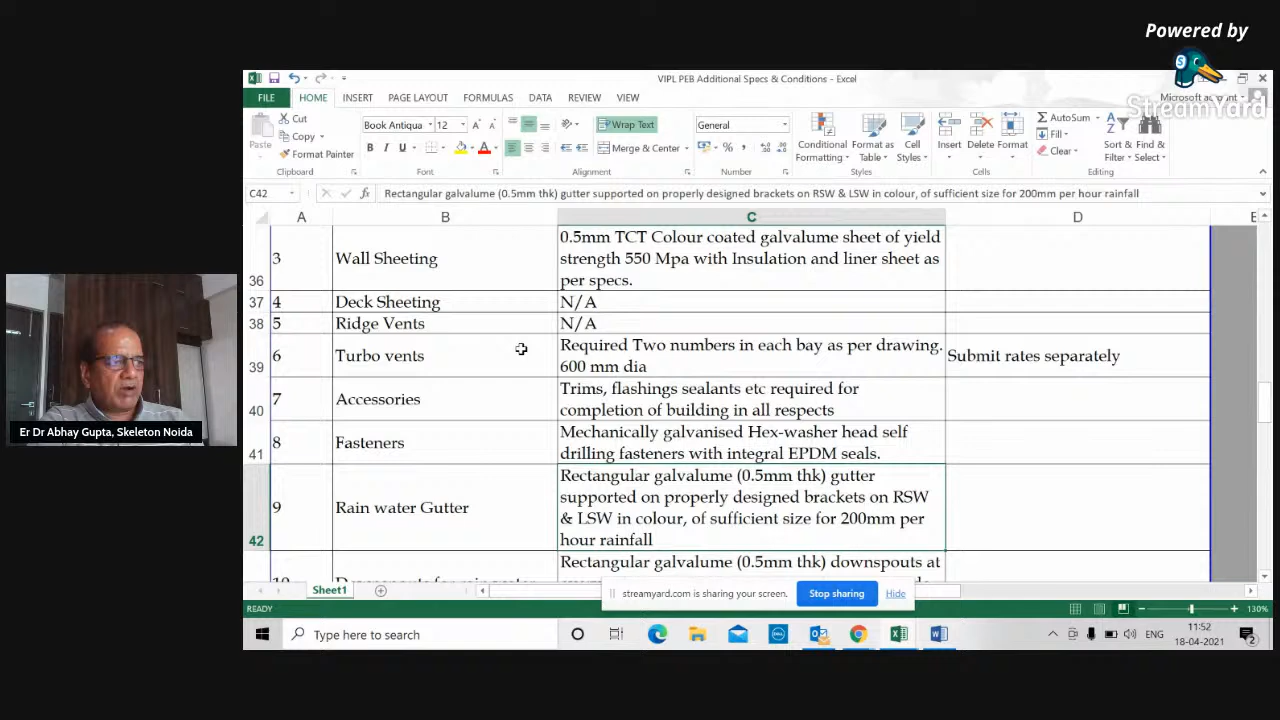 Powered by
StreamYard
VIPL PEB Additional Specs & Conditions - Excel
Microsoft account
FILE
HOME
INSERT
PAGE LAYOUT
FORMULAS
DATA
REVIEW
VIEW
Paste
Cut
Copy
Format Painter
Clipboard
Book Antiqua
12
B I U
Font
Wrap Text
Merge & Center
Alignment
General
Number
Conditional
Formatting
Format as
Table
Cell
Styles
Styles
Insert
Delete
Format
Cells
AutoSum
Fill
Clear
Sort &
Filter
Find &
Select
Editing
C42
Rectangular galvalume (0.5mm thk) gutter supported on properly designed brackets on RSW & LSW in colour, of sufficient size for 200mm per hour rainfall
A B C D E
36
3
Wall Sheeting
0.5mm TCT Colour coated galvalume sheet of yield
strength 550 Mpa with Insulation and liner sheet as
per specs.
37
4
Deck Sheeting
N/A
38
5
Ridge Vents
N/A
39
6
Turbo vents
Required Two numbers in each bay as per drawing.
600 mm dia
Submit rates separately
40
7
Accessories
Trims, flashings sealants etc required for
completion of building in all respects
41
8
Fasteners
Mechanically galvanised Hex-washer head self
drilling fasteners with integral EPDM seals.
42
9
Rain water Gutter
Rectangular galvalume (0.5mm thk) gutter
supported on properly designed brackets on RSW
& LSW in colour, of sufficient size for 200mm per
hour rainfall
Rectangular galvalume (0.5mm thk) downspouts at
Er Dr Abhay Gupta, Skeleton Noida
Sheet1
streamyard.com is sharing your screen.
Stop sharing
Hide
READY
130%
Type here to search
ENG
11:52
18-04-2021
2